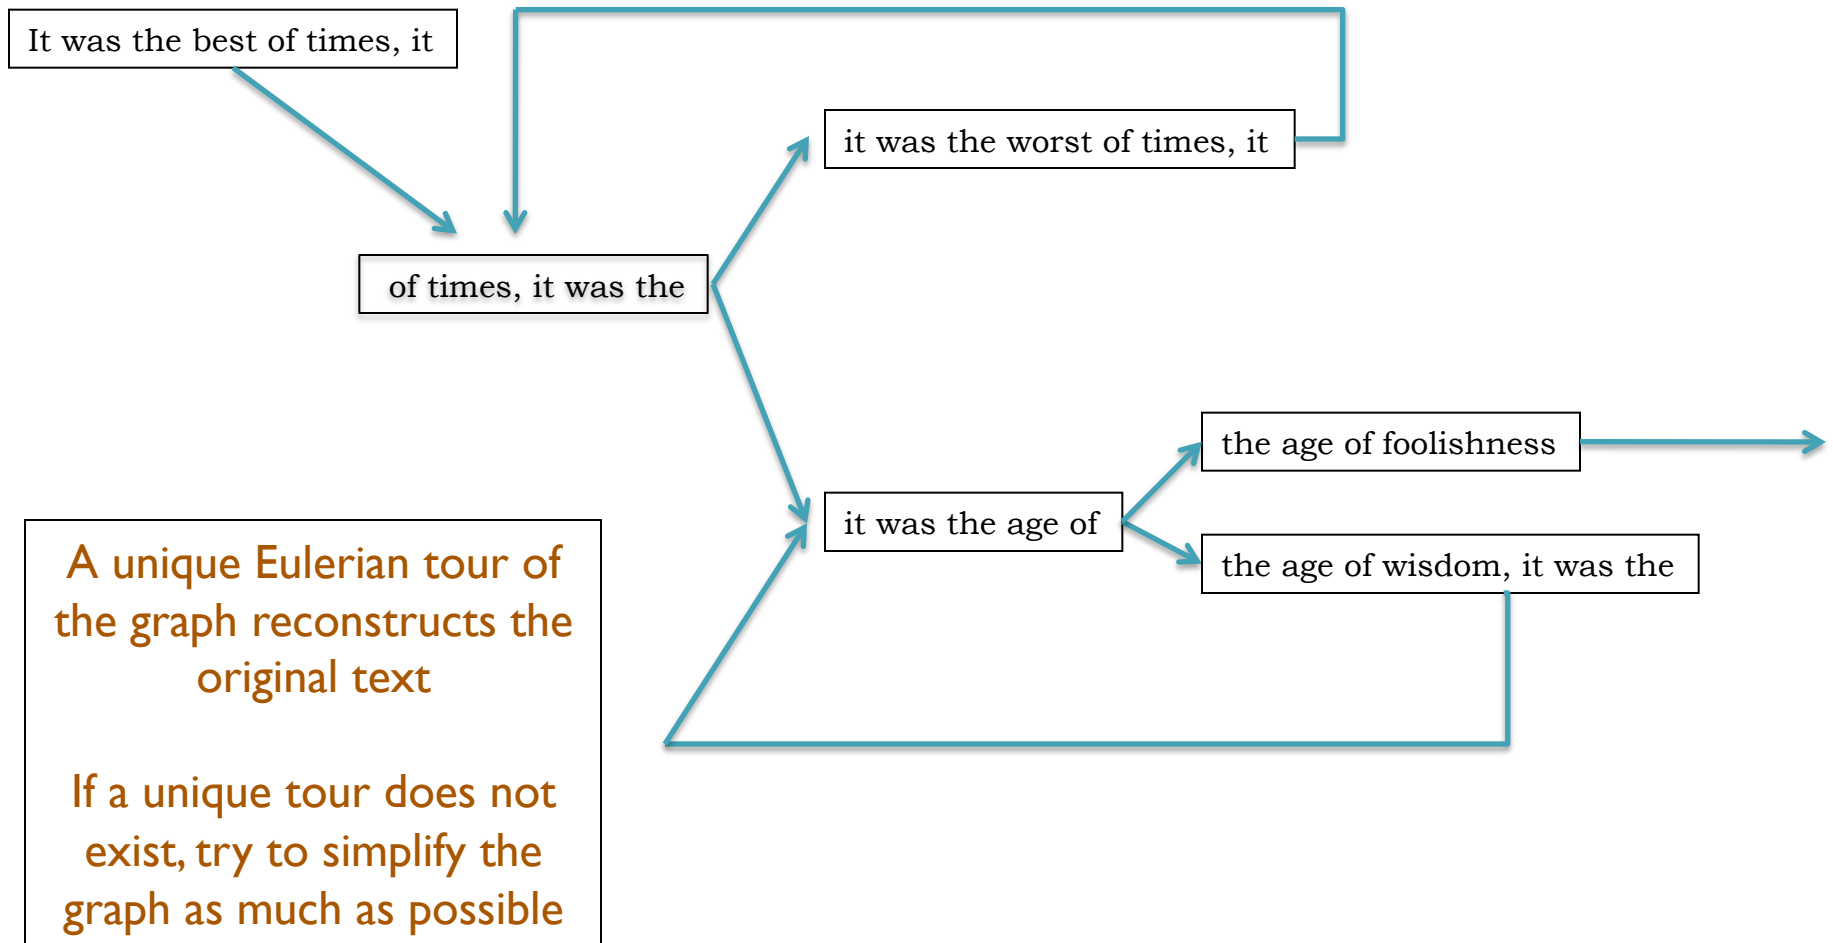 It was the best of times, it
it was the worst of times, it
of times, it was the
the age of foolishness
it was the age of
the age of wisdom, it was the
A unique Eulerian tour of
the graph reconstructs the
original text
If a unique tour does not
exist, try to simplify the
graph as much as possible